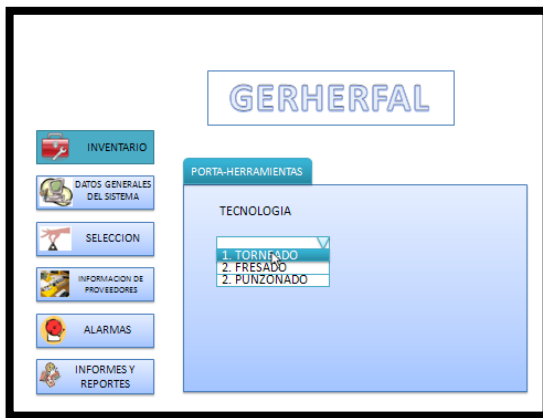 GERHERFAL
INVENTARIO
DATOS GENERALES
DEL SISTEMA
SELECCION
INFORMACION DE
PROVEEDORES
ALARMAS
INFORMES Y
REPORTES
PORTA-HERRAMIENTAS
TECNOLOGIA
1. TORNEADO
2. FRESADO
2. PUNZONADO